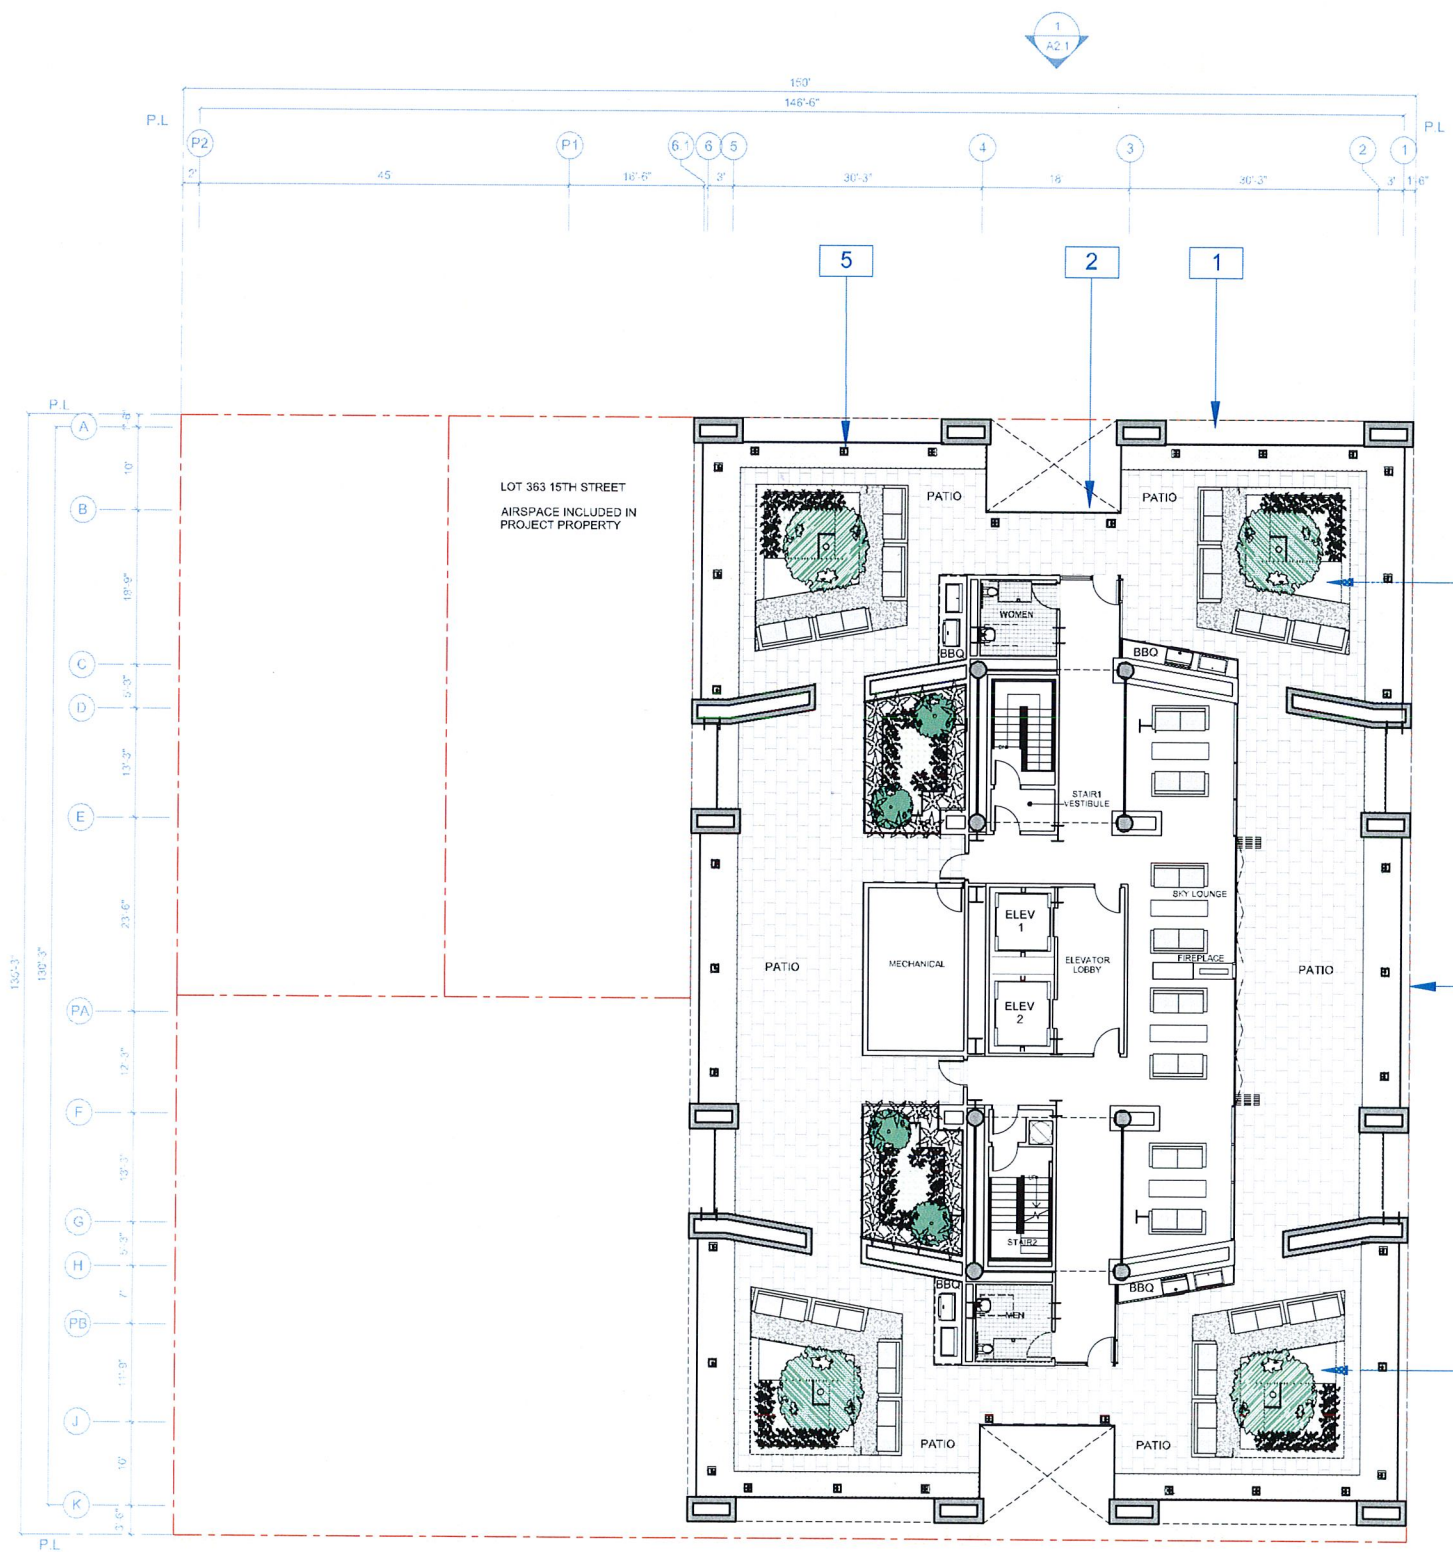 1
A2.1
150'
146'-6"
P.L
P.L
P2
P1
6.1
6
5
4
3
2
1
2'
45
16'-6"
3'
30'-3"
18
30'-3"
3'
1'-6"
5
2
1
P.L
A
10'
LOT 363 15TH STREET
AIRSPACE INCLUDED IN
PROJECT PROPERTY
PATIO
PATIO
B
18'-9"
WOMEN
BBQ
BBQ
C
5'-3"
D
13'-3"
STAIR1
VESTIBULE
E
23'-6"
SKY LOUNGE
ELEV
1
130'-3"
MECHANICAL
ELEVATOR
LOBBY
FIREPLACE
PATIO
PATIO
PA
ELEV
2
12'-3"
F
G
5'-3"
STAIR2
H
BBQ
BBQ
7'
MEN
PB
11'-9"
J
PATIO
PATIO
10'
K
P.L